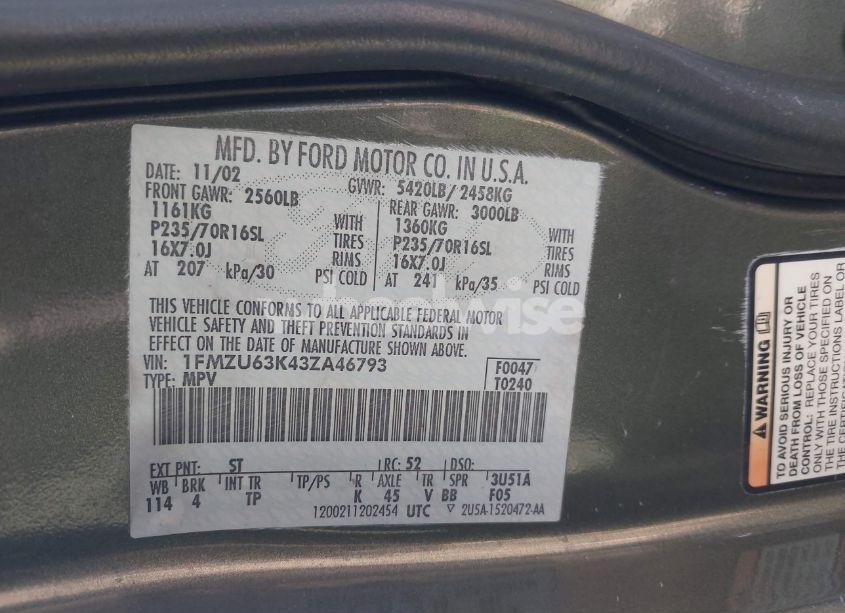 MFD. BY FORD MOTOR CO. IN U.S.A.
DATE: 11/02 GVWR: 5420LB/ 2458KG
FRONT GAWR: 2560LB REAR GAWR: 3000LB
1161KG WITH 1360KG WITH
P235/70R16SL TIRES P235/70R16SL TIRES
16X7.0J RIMS 16X7.0J RIMS
AT 207 kPa/30 PSI COLD AT 241 kPa/35 PSI COLD
THIS VEHICLE CONFORMS TO ALL APPLICABLE FEDERAL MOTOR
VEHICLE SAFETY AND THEFT PREVENTION STANDARDS IN
EFFECT ON THE DATE OF MANUFACTURE SHOWN ABOVE.
VIN: 1FMZU63K43ZA46793 F0047
TYPE: MPV T0240
EXT PNT: ST RC: 52 DSO:
WB BRK INT TR TP/PS R AXLE TR SPR 3U51A
114 4 TP K 45 V BB F05
1200211202454 UTC 2U5A-1520472-AA
WARNING
TO AVOID SERIOUS INJURY OR
DEATH FROM LOSS OF VEHICLE
CONTROL: REPLACE YOUR TIRES
ONLY WITH THOSE SPECIFIED ON
THE TIRE INSTRUCTIONS LABEL OR